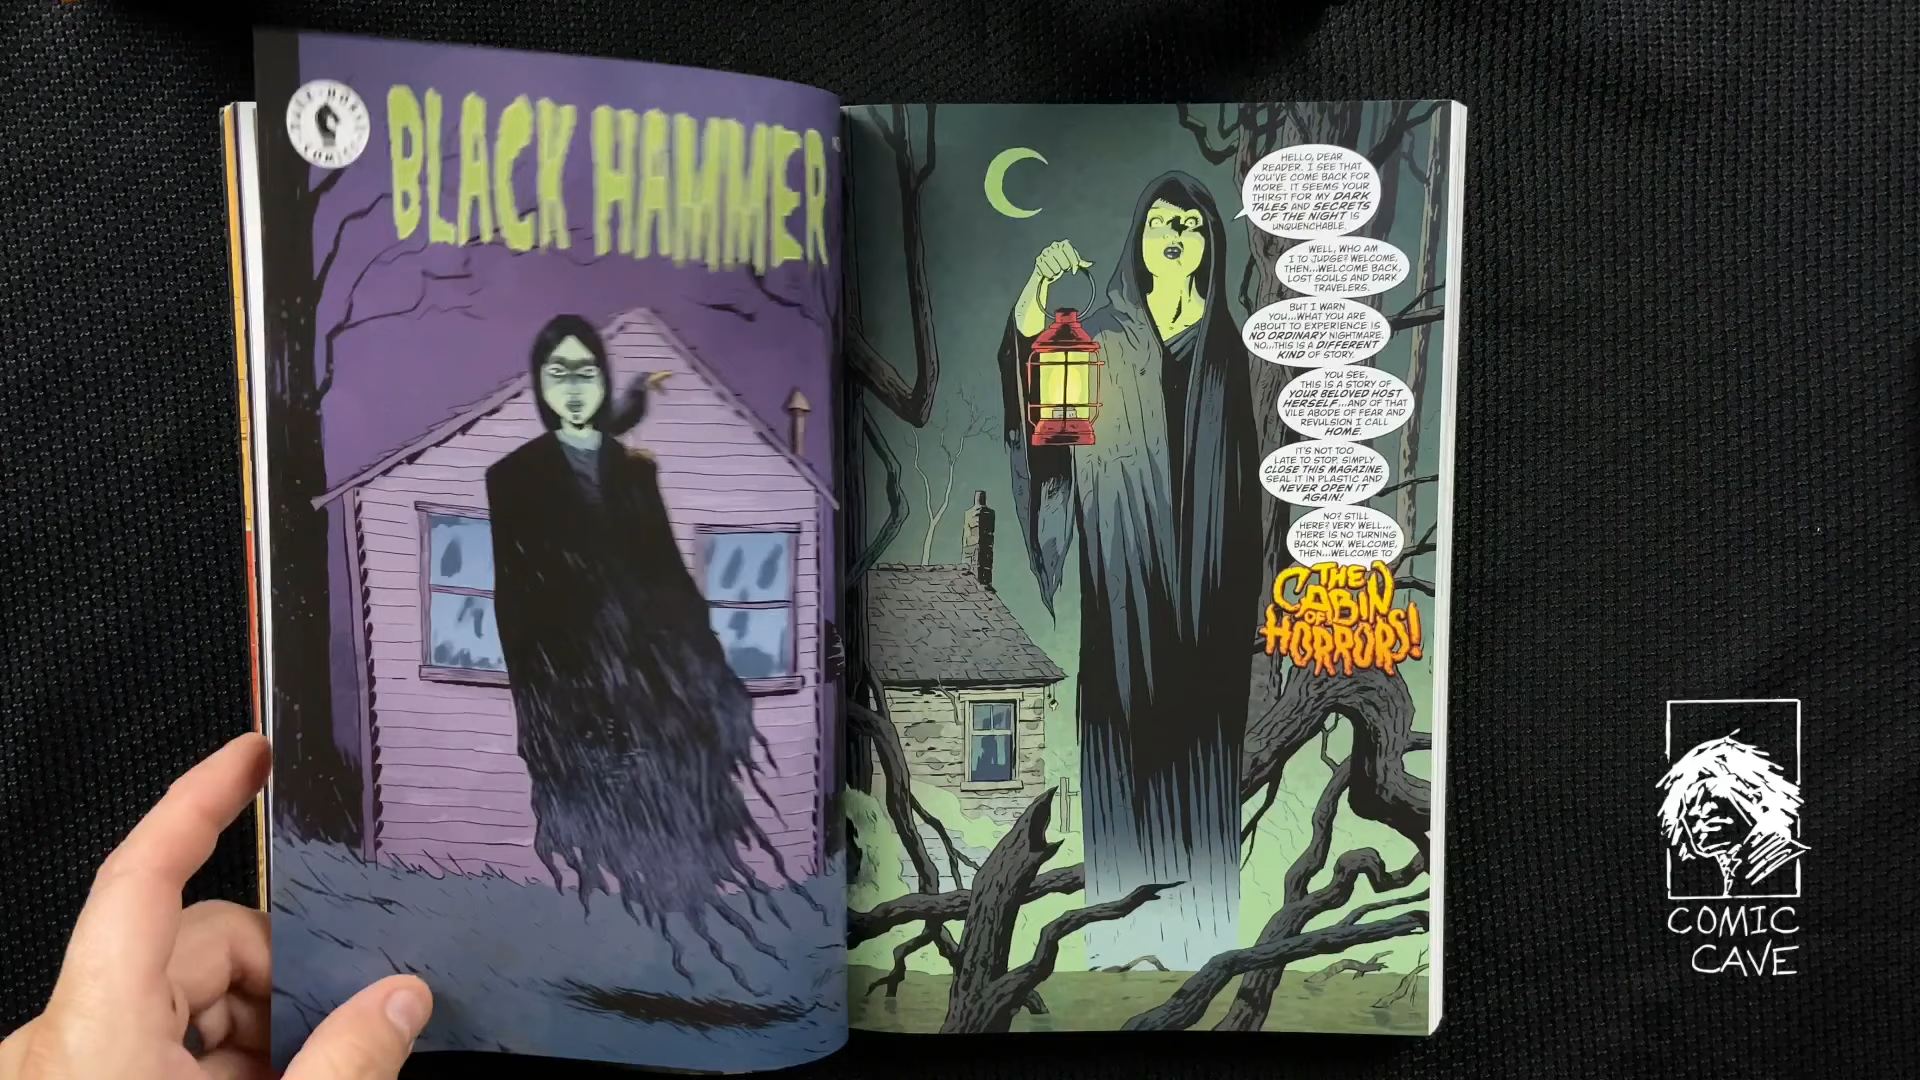 DARK HORSE
COMICS
BLACK HAMMER
HELLO, DEAR
READER. I SEE THAT
YOU'VE COME BACK FOR
MORE. IT SEEMS YOUR
THIRST FOR MY DARK
TALES AND SECRETS
OF THE NIGHT IS
UNQUENCHABLE.
WELL, WHO AM
I TO JUDGE? WELCOME,
THEN...WELCOME BACK,
LOST SOULS AND DARK
TRAVELERS.
BUT I WARN
YOU...WHAT YOU ARE
ABOUT TO EXPERIENCE IS
NO ORDINARY NIGHTMARE.
NO...THIS IS A DIFFERENT
KIND OF STORY.
YOU SEE,
THIS IS A STORY OF
YOUR BELOVED HOST
HERSELF...AND OF THAT
VILE ABODE OF FEAR AND
REVULSION I CALL
HOME.
IT'S NOT TOO
LATE TO STOP. SIMPLY
CLOSE THIS MAGAZINE.
SEAL IT IN PLASTIC AND
NEVER OPEN IT
AGAIN!
NO? STILL
HERE? VERY WELL...
THERE IS NO TURNING
BACK NOW. WELCOME,
THEN...WELCOME TO
THE
CABIN
OF
HORRORS!
COMIC
CAVE